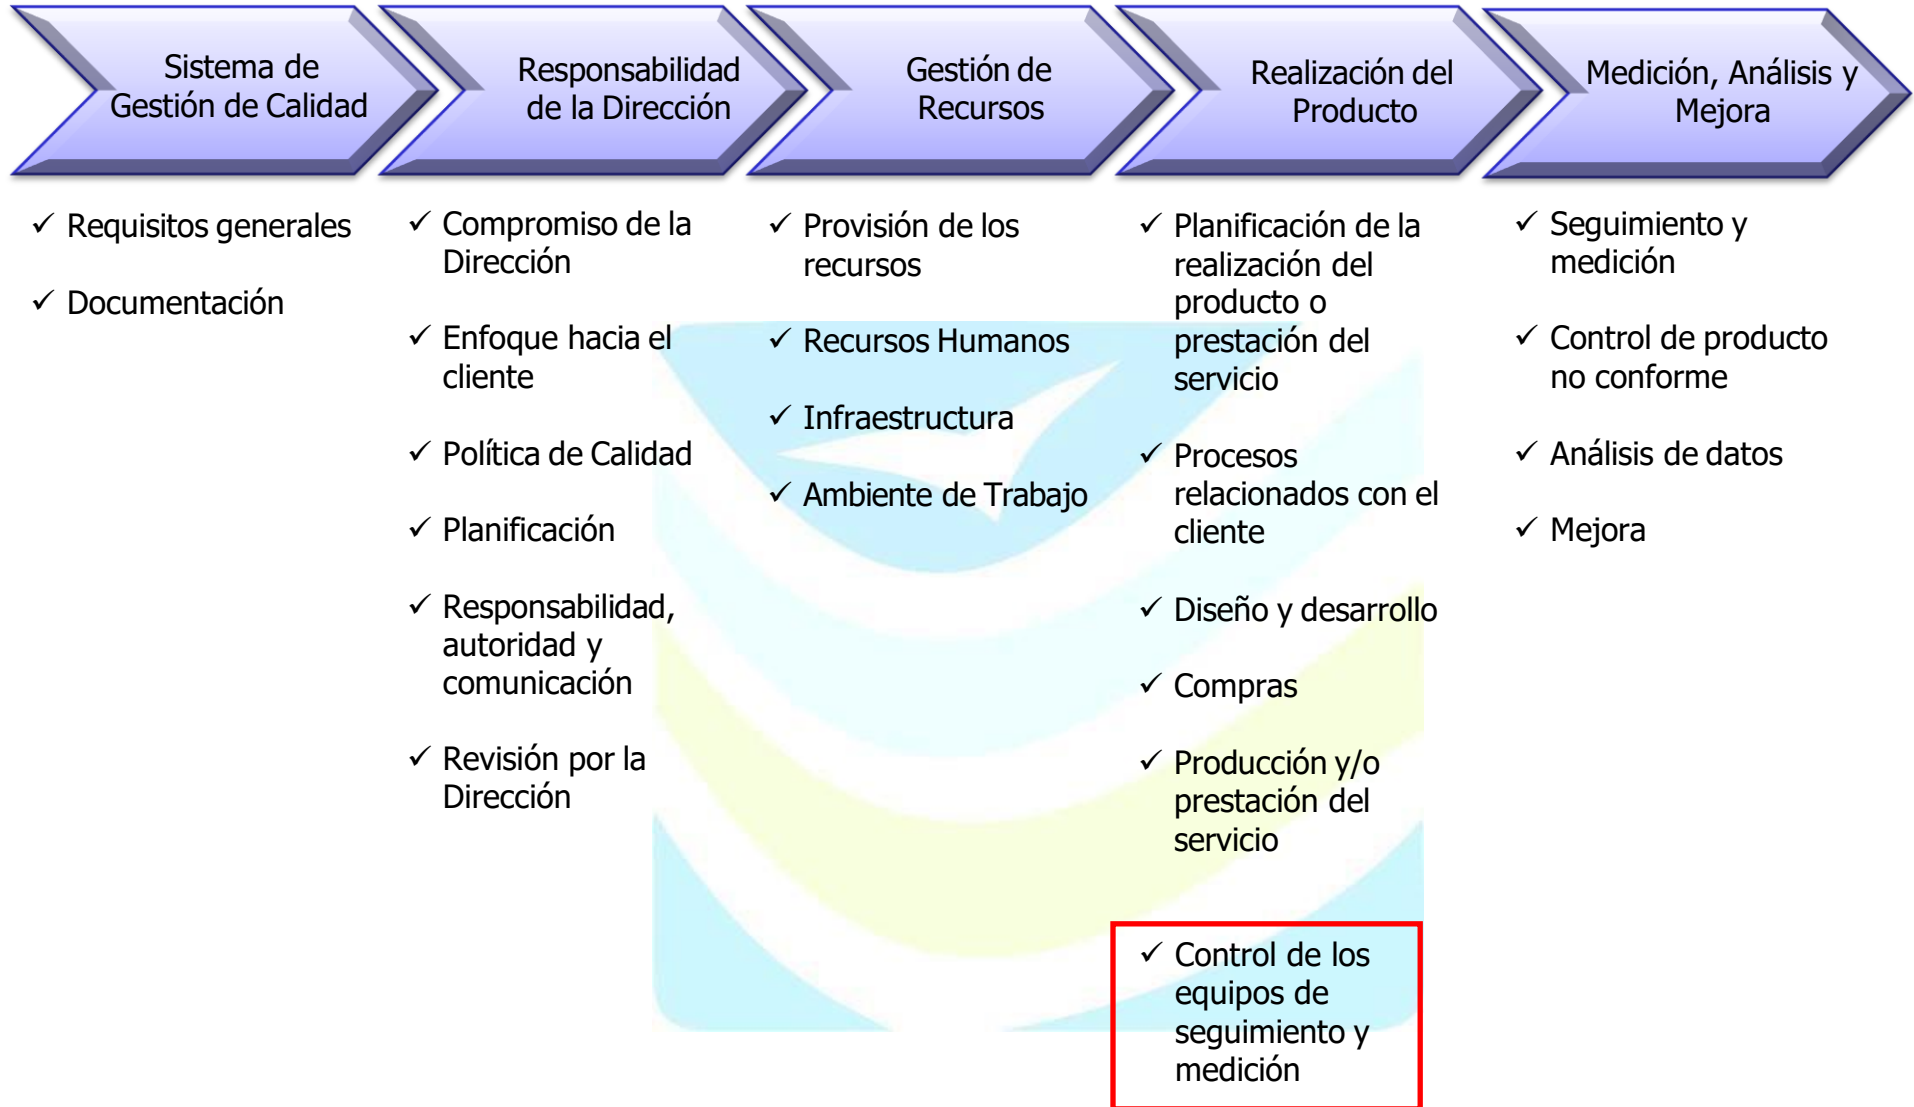 Sistema de
Gestión de Calidad
Responsabilidad
de la Dirección
Gestión de
Recursos
Realización del
Producto
Medición, Análisis y
Mejora
✓ Requisitos generales
✓ Documentación
✓ Compromiso de la
Dirección
✓ Enfoque hacia el
cliente
✓ Política de Calidad
✓ Planificación
✓ Responsabilidad,
autoridad y
comunicación
✓ Revisión por la
Dirección
✓ Provisión de los
recursos
✓ Recursos Humanos
✓ Infraestructura
✓ Ambiente de Trabajo
✓ Planificación de la
realización del
producto o
prestación del
servicio
✓ Procesos
relacionados con el
cliente
✓ Diseño y desarrollo
✓ Compras
✓ Producción y/o
prestación del
servicio
✓ Control de los
equipos de
seguimiento y
medición
✓ Seguimiento y
medición
✓ Control de producto
no conforme
✓ Análisis de datos
✓ Mejora